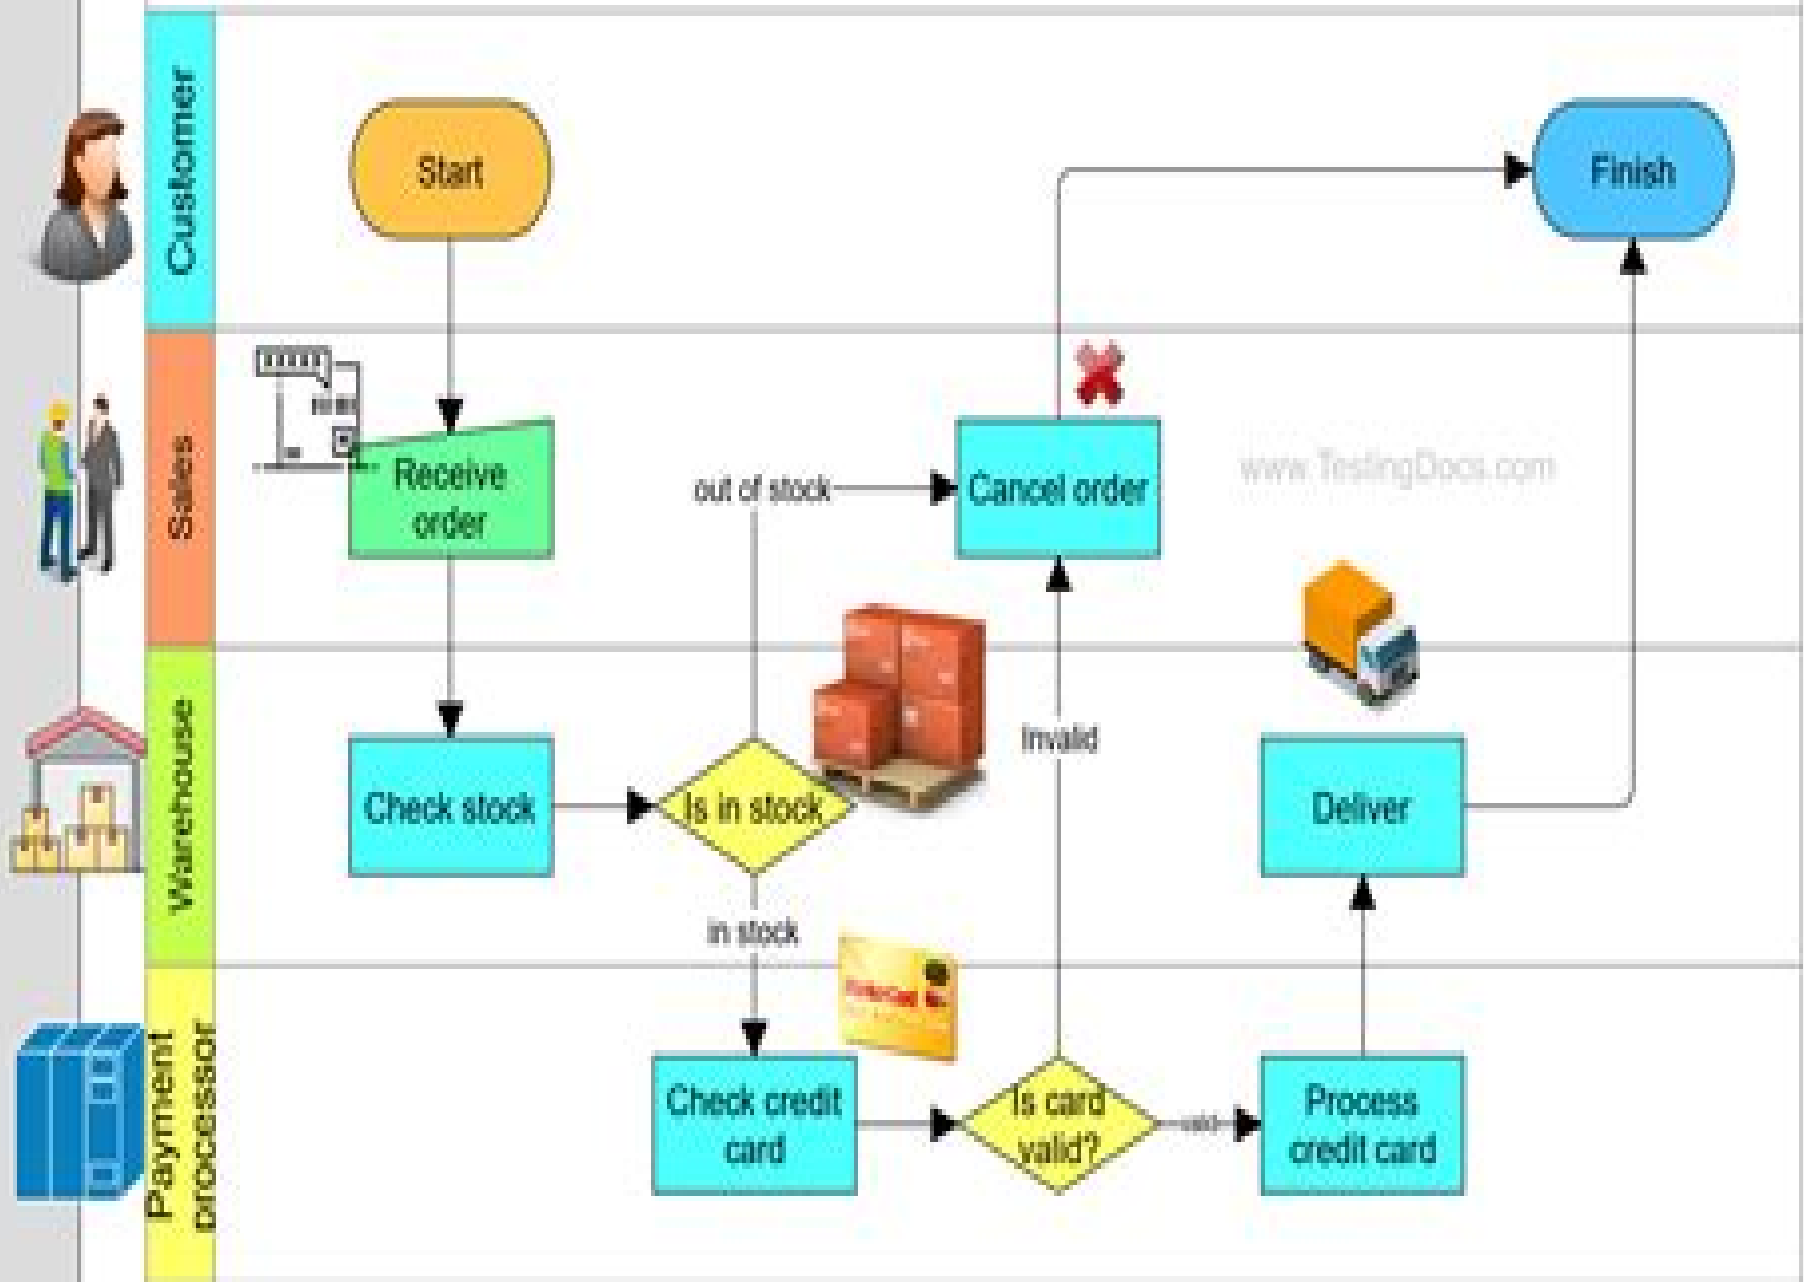 Customer
Start
Finish
Sales
Receive
order
out of stock
Cancel order
www.TestingDocs.com
Warehouse
Check stock
Is in stock
Invalid
Deliver
in stock
Payment
processor
Check credit
card
Is card
valid?
valid
Process
credit card